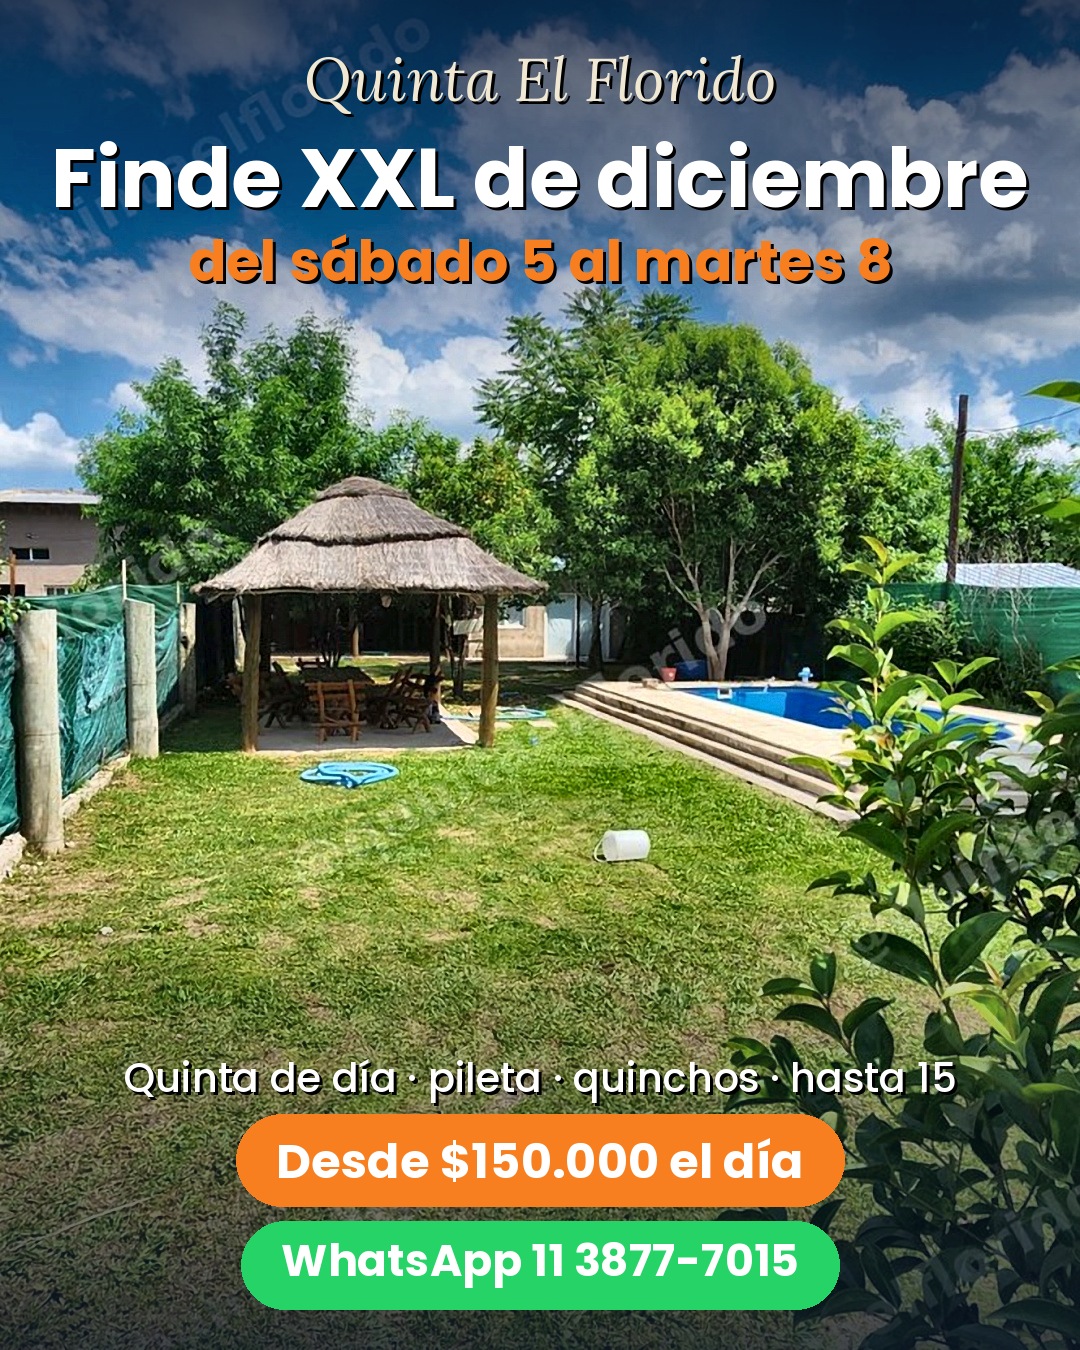 Quinta El Florido
Finde XXL de diciembre
del sábado 5 al martes 8
Quinta de día · pileta · quinchos · hasta 15
Desde $150.000 el día
WhatsApp 11 3877-7015